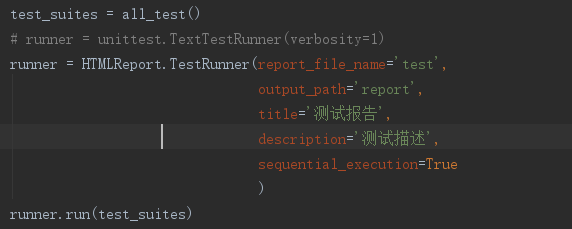 test_suites = all_test()
# runner = unittest.TextTestRunner(verbosity=1)
runner = HTMLReport.TestRunner(report_file_name='test',
output_path='report',
title='测试报告',
description='测试描述',
sequential_execution=True
)
runner.run(test_suites)